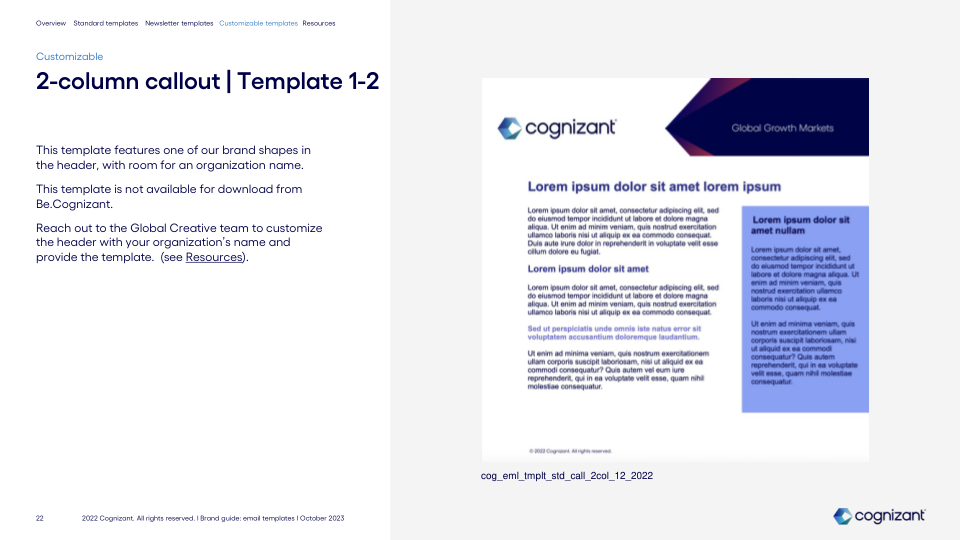 Overview Standard templates Newsletter templates Customizable templates Resources
Customizable
2-column callout | Template 1-2
This template features one of our brand shapes in
the header, with room for an organization name.
This template is not available for download from
Be.Cognizant.
Reach out to the Global Creative team to customize
the header with your organization's name and
provide the template. (see Resources).
cognizant
Global Growth Markets
Lorem ipsum dolor sit amet lorem ipsum
Lorem ipsum dolor sit amet, consectetur adipiscing elit, sed
do eiusmod tempor incididunt ut labore et dolore magna
aliqua. Ut enim ad minim veniam, quis nostrud exercitation
ullamco laboris nisi ut aliquip ex ea commodo consequat.
Duis aute irure dolor in reprehenderit in voluptate velit esse
cillum dolore eu fugiat.
Lorem ipsum dolor sit amet
Lorem ipsum dolor sit amet, consectetur adipiscing elit, sed
do eiusmod tempor incididunt ut labore et dolore magna
aliqua. Ut enim ad minim veniam, quis nostrud exercitation
ullamco laboris nisi ut aliquip ex ea commodo consequat.
Sed ut perspiciatis unde omnis iste natus error sit
voluptatem accusantium doloremque laudantium.
Ut enim ad minima veniam, quis nostrum exercitationem
ullam corporis suscipit laboriosam, nisi ut aliquid ex ea
commodi consequatur? Quis autem vel eum iure
reprehenderit, qui in ea voluptate velit esse, quam nihil
molestiae consequatur.
Lorem ipsum dolor sit
amet nullam
Lorem ipsum dolor sit amet,
consectetur adipiscing elit, sed
do eiusmod tempor incididunt ut
labore et dolore magna aliqua. Ut
enim ad minim veniam, quis
nostrud exercitation ullamco
laboris nisi ut aliquip ex ea
commodo consequat.
Ut enim ad minima veniam, quis
nostrum exercitationem ullam
corporis suscipit laboriosam, nisi
ut aliquid ex ea commodi
consequatur? Quis autem
reprehenderit, qui in ea voluptate
velit esse, quam nihil molestiae
consequatur.
© 2022 Cognizant. All rights reserved.
cog_eml_tmplt_std_call_2col_12_2022
22 2022 Cognizant. All rights reserved. | Brand guide: email templates | October 2023
cognizant